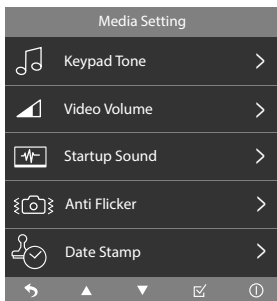 Media Setting
Keypad Tone
Video Volume
Startup Sound
Anti Flicker
Date Stamp